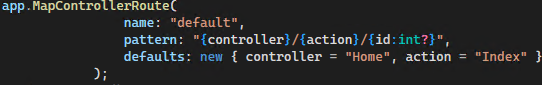 app.MapControllerRoute(
name: "default",
pattern: "{controller}/{action}/{id:int?}",
defaults: new { controller = "Home", action = "Index" }
);